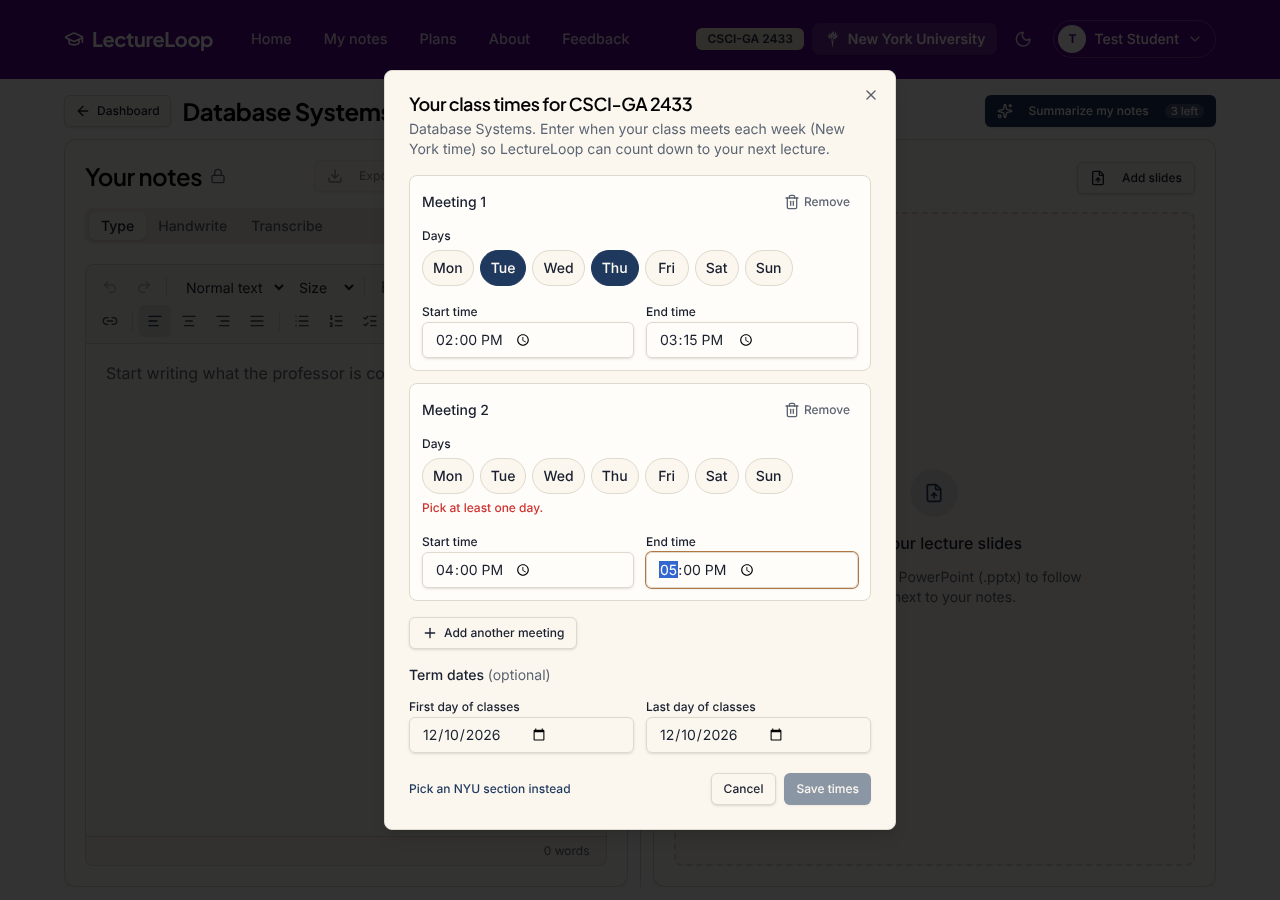 LectureLoop Home My notes Plans About Feedback CSCI-GA 2433 New York University T Test Student
Dashboard Database Systems Summarize my notes 3 left
Your class times for CSCI-GA 2433
Database Systems. Enter when your class meets each week (New
York time) so LectureLoop can count down to your next lecture.
Your notes
Add slides
Type Handwrite Transcribe
Normal text Size
Start writing what the professor is co
Meeting 1 Remove
Days
Mon Tue Wed Thu Fri Sat Sun
Start time End time
02:00 PM 03:15 PM
Meeting 2 Remove
Days
Mon Tue Wed Thu Fri Sat Sun
Pick at least one day.
Start time End time
04:00 PM 05:00 PM
Add another meeting
Term dates (optional)
First day of classes Last day of classes
12/10/2026 12/10/2026
Pick an NYU section instead Cancel Save times
lecture slides
PowerPoint (.pptx) to follow
next to your notes.
0 words